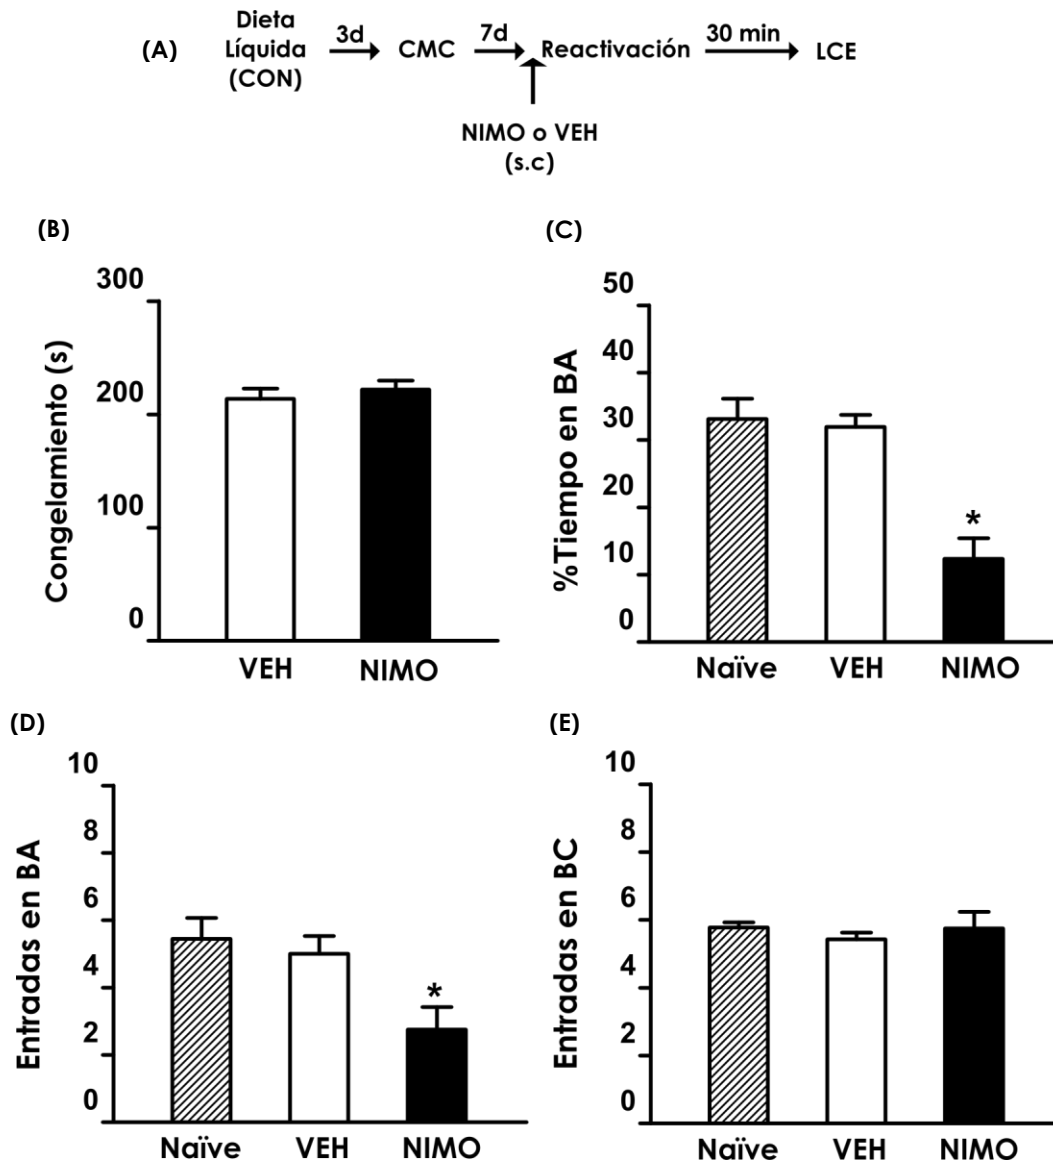 (A)
Dieta
Líquida
(CON)
3d
CMC
7d
Reactivación
30 min
LCE
NIMO o VEH
(s.c)
(B)
300
200
100
0
Congelamiento (s)
VEH NIMO
(C)
50
40
30
20
10
0
%Tiempo en BA
*
Naïve VEH NIMO
(D)
10
8
6
4
2
0
Entradas en BA
*
Naïve VEH NIMO
(E)
10
8
6
4
2
0
Entradas en BC
Naïve VEH NIMO